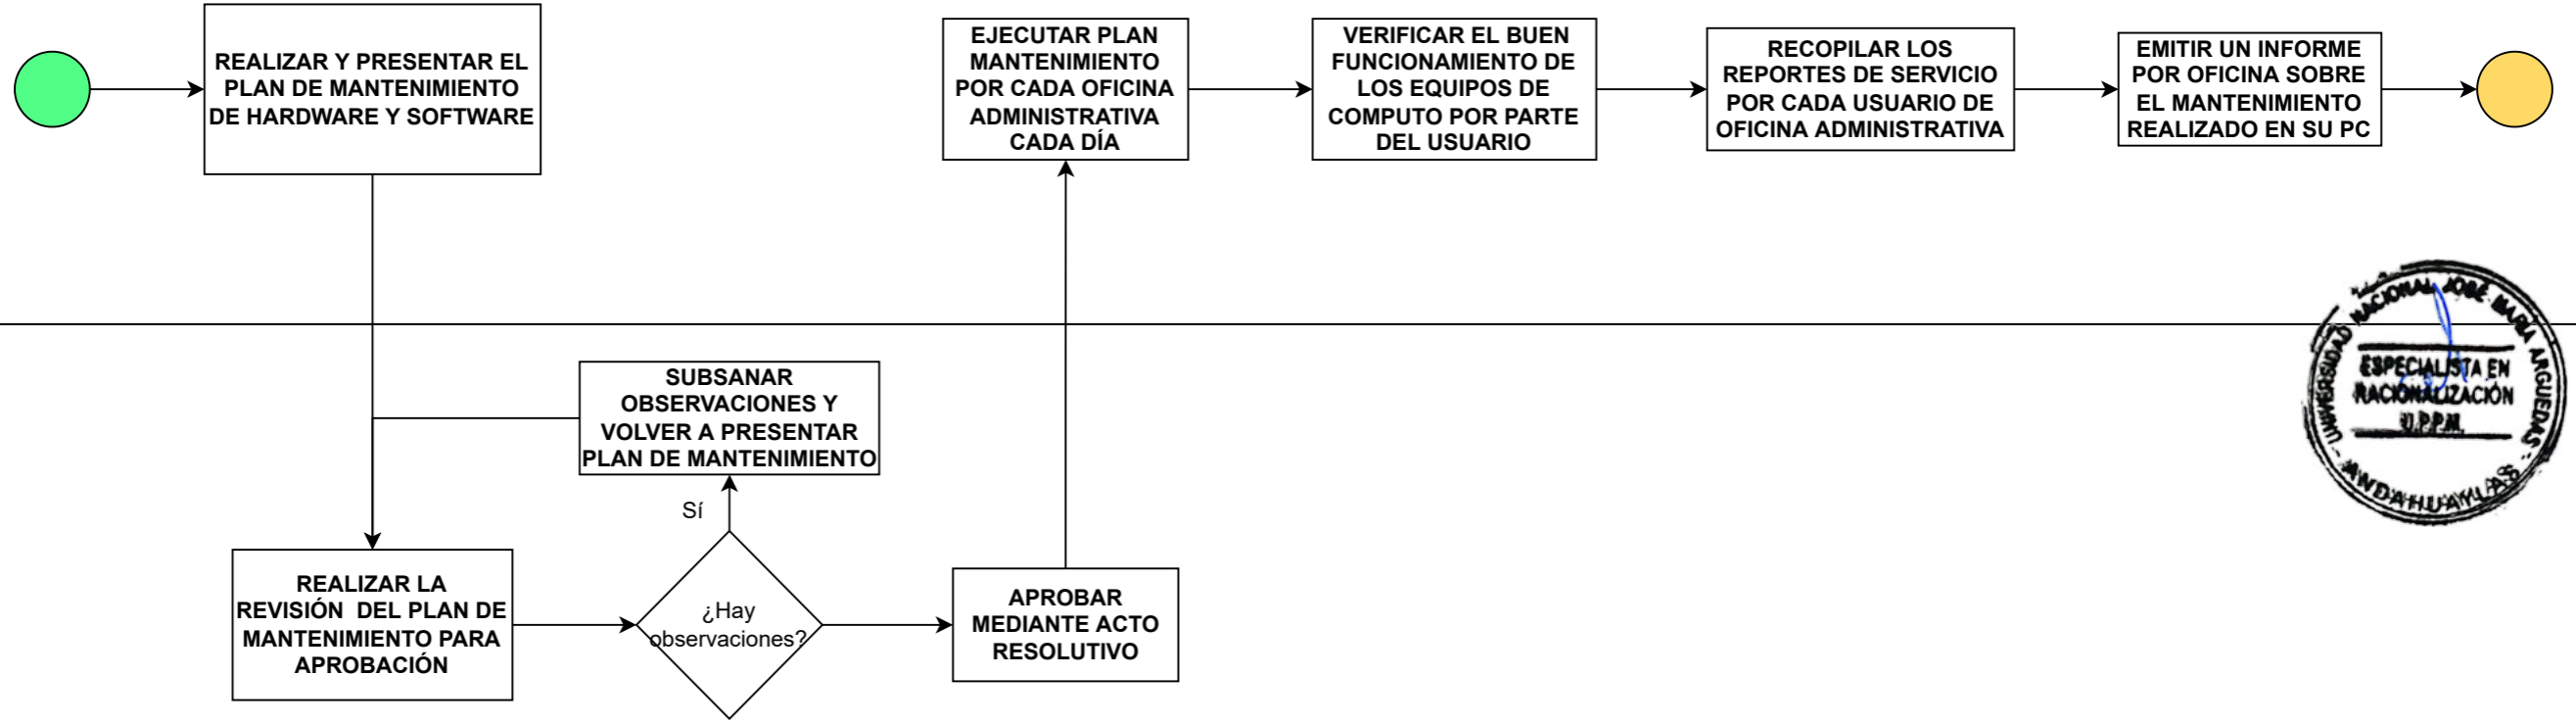 REALIZAR Y PRESENTAR EL
PLAN DE MANTENIMIENTO
DE HARDWARE Y SOFTWARE
EJECUTAR PLAN
MANTENIMIENTO
POR CADA OFICINA
ADMINISTRATIVA
CADA DÍA
VERIFICAR EL BUEN
FUNCIONAMIENTO DE
LOS EQUIPOS DE
COMPUTO POR PARTE
DEL USUARIO
RECOPILAR LOS
REPORTES DE SERVICIO
POR CADA USUARIO DE
OFICINA ADMINISTRATIVA
EMITIR UN INFORME
POR OFICINA SOBRE
EL MANTENIMIENTO
REALIZADO EN SU PC
SUBSANAR
OBSERVACIONES Y
VOLVER A PRESENTAR
PLAN DE MANTENIMIENTO
Sí
REALIZAR LA
REVISIÓN  DEL PLAN DE
MANTENIMIENTO PARA
APROBACIÓN
¿Hay
observaciones?
APROBAR
MEDIANTE ACTO
RESOLUTIVO
UNIVERSIDAD NACIONAL JOSÉ MARÍA ARGUEDAS
ESPECIALISTA EN
RACIONALIZACIÓN
U.P.P.M.
- ANDAHUAYLAS -